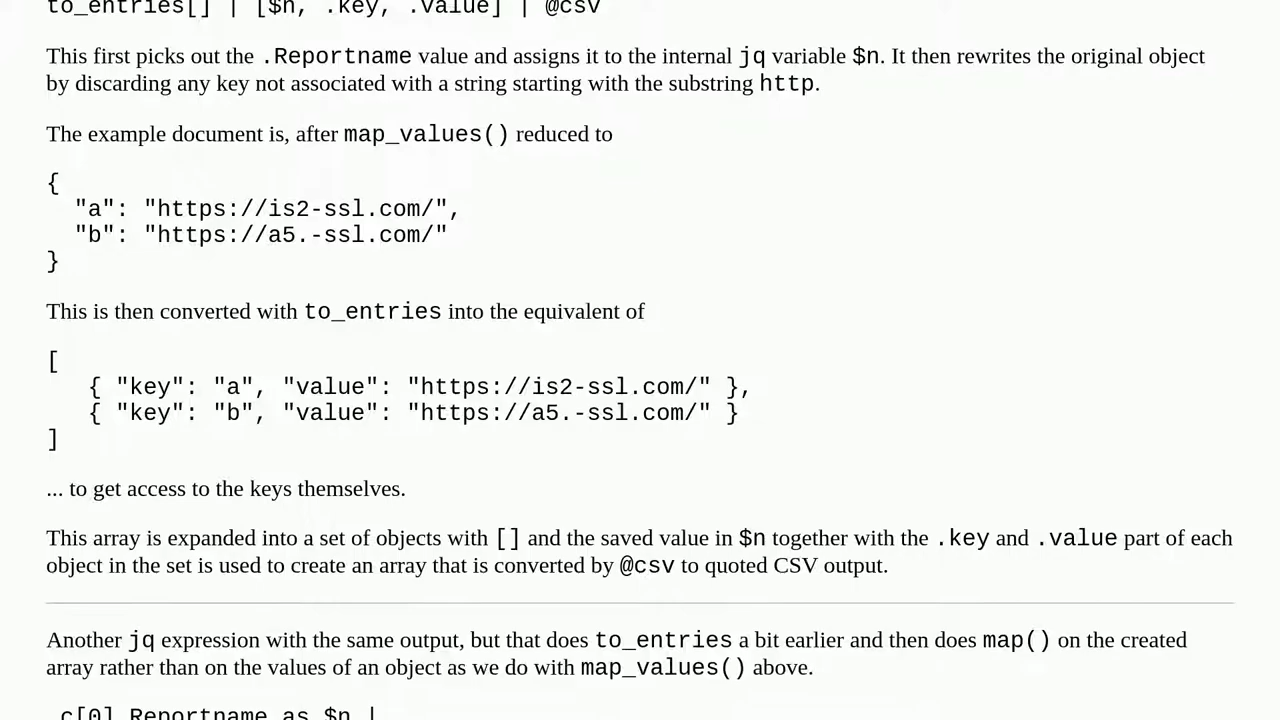 to_entries[] | [$n, .key, .value] | @csv
This first picks out the .Reportname value and assigns it to the internal jq variable $n. It then rewrites the original object
by discarding any key not associated with a string starting with the substring http.
The example document is, after map_values() reduced to
{
  "a": "https://is2-ssl.com/",
  "b": "https://a5.-ssl.com/"
}
This is then converted with to_entries into the equivalent of
[
   { "key": "a", "value": "https://is2-ssl.com/" },
   { "key": "b", "value": "https://a5.-ssl.com/" }
]
... to get access to the keys themselves.
This array is expanded into a set of objects with [] and the saved value in $n together with the .key and .value part of each
object in the set is used to create an array that is converted by @csv to quoted CSV output.
Another jq expression with the same output, but that does to_entries a bit earlier and then does map() on the created
array rather than on the values of an object as we do with map_values() above.
.c[0].Reportname as $n |